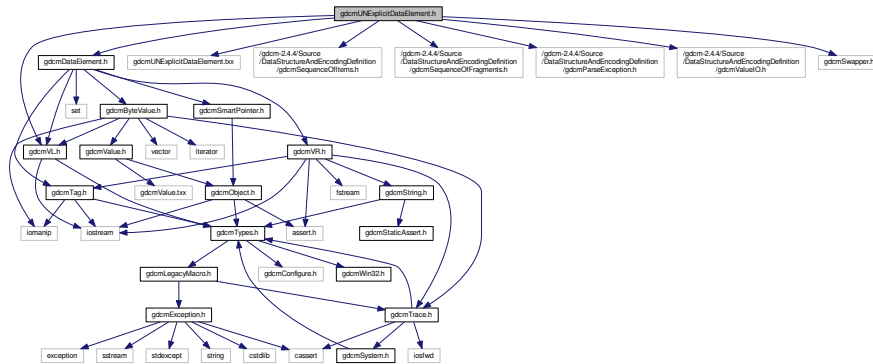 gdcmUNExplicitDataElement.h
gdcmDataElement.h
gdcmUNExplicitDataElement.txx
/gdcm-2.4.4/Source
/DataStructureAndEncodingDefinition
/gdcmSequenceOfItems.h
/gdcm-2.4.4/Source
/DataStructureAndEncodingDefinition
/gdcmSequenceOfFragments.h
/gdcm-2.4.4/Source
/DataStructureAndEncodingDefinition
/gdcmParseException.h
/gdcm-2.4.4/Source
/DataStructureAndEncodingDefinition
/gdcmValueIO.h
gdcmSwapper.h
set
gdcmByteValue.h
gdcmSmartPointer.h
gdcmVL.h
gdcmValue.h
vector
iterator
gdcmVR.h
gdcmTag.h
gdcmValue.txx
gdcmObject.h
fstream
gdcmString.h
iomanip
iostream
gdcmTypes.h
assert.h
gdcmStaticAssert.h
gdcmLegacyMacro.h
gdcmConfigure.h
gdcmWin32.h
gdcmException.h
gdcmTrace.h
exception
sstream
stdexcept
string
cstdlib
cassert
gdcmSystem.h
iosfwd